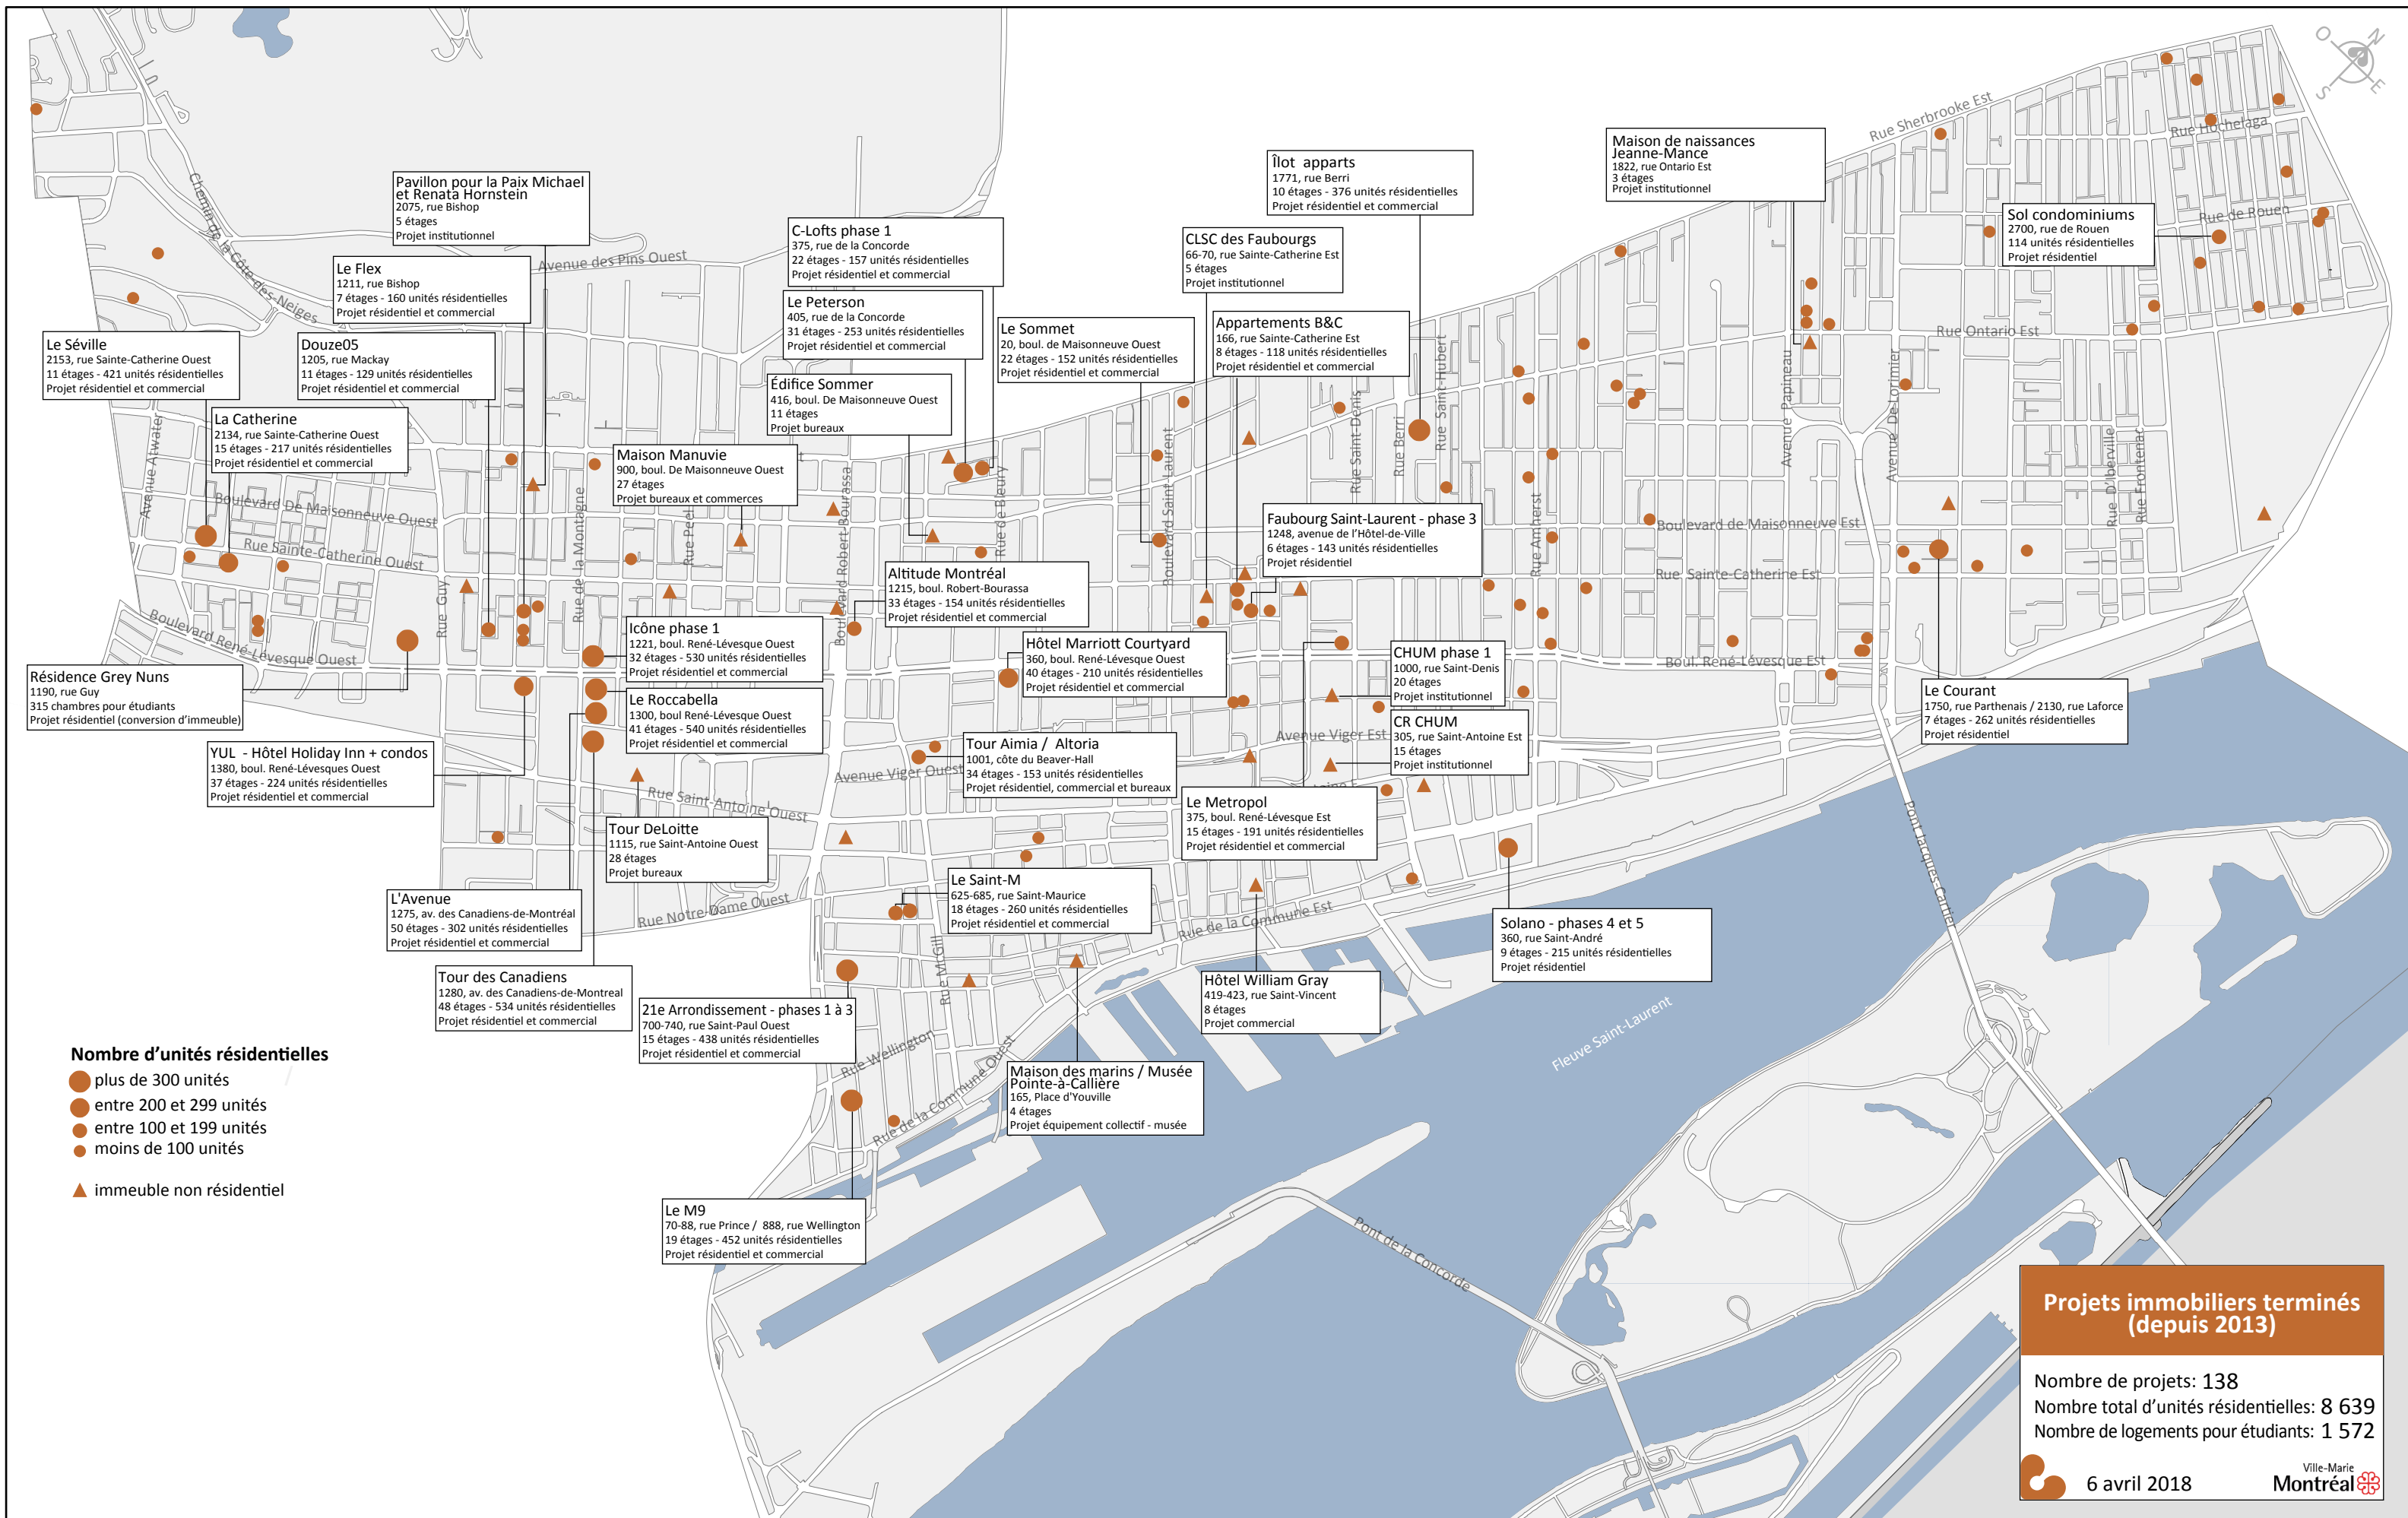 O
N
S
E
Rue Sherbrooke Est
Rue Hochelaga
Rue de Rouen
Rue Ontario Est
Chemin de la Côte-des-Neiges
Avenue des Pins Ouest
Pavillon pour la Paix Michael
et Renata Hornstein
2075, rue Bishop
5 étages
Projet institutionnel
Le Flex
1211, rue Bishop
7 étages - 160 unités résidentielles
Projet résidentiel et commercial
Le Séville
2153, rue Sainte-Catherine Ouest
11 étages - 421 unités résidentielles
Projet résidentiel et commercial
Douze05
1205, rue Mackay
11 étages - 129 unités résidentielles
Projet résidentiel et commercial
La Catherine
2134, rue Sainte-Catherine Ouest
15 étages - 217 unités résidentielles
Projet résidentiel et commercial
C-Lofts phase 1
375, rue de la Concorde
22 étages - 157 unités résidentielles
Projet résidentiel et commercial
Le Peterson
405, rue de la Concorde
31 étages - 253 unités résidentielles
Projet résidentiel et commercial
Édifice Sommer
416, boul. De Maisonneuve Ouest
11 étages
Projet bureaux
Maison Manuvie
900, boul. De Maisonneuve Ouest
27 étages
Projet bureaux et commerces
Le Sommet
20, boul. de Maisonneuve Ouest
22 étages - 152 unités résidentielles
Projet résidentiel et commercial
CLSC des Faubourgs
66-70, rue Sainte-Catherine Est
5 étages
Projet institutionnel
Appartements B&C
166, rue Sainte-Catherine Est
8 étages - 118 unités résidentielles
Projet résidentiel et commercial
Îlot apparts
1771, rue Berri
10 étages - 376 unités résidentielles
Projet résidentiel et commercial
Maison de naissances
Jeanne-Mance
1822, rue Ontario Est
3 étages
Projet institutionnel
Sol condominiums
2700, rue de Rouen
114 unités résidentielles
Projet résidentiel
Faubourg Saint-Laurent - phase 3
1248, avenue de l'Hôtel-de-Ville
6 étages - 143 unités résidentielles
Projet résidentiel
Altitude Montréal
1215, boul. Robert-Bourassa
33 étages - 154 unités résidentielles
Projet résidentiel et commercial
Icône phase 1
1221, boul. René-Lévesque Ouest
32 étages - 530 unités résidentielles
Projet résidentiel et commercial
Le Roccabella
1300, boul René-Lévesque Ouest
41 étages - 540 unités résidentielles
Projet résidentiel et commercial
Hôtel Marriott Courtyard
360, boul. René-Lévesque Ouest
40 étages - 210 unités résidentielles
Projet résidentiel et commercial
CHUM phase 1
1000, rue Saint-Denis
20 étages
Projet institutionnel
CR CHUM
305, rue Saint-Antoine Est
15 étages
Projet institutionnel
Le Courant
1750, rue Parthenais / 2130, rue Laforce
7 étages - 262 unités résidentielles
Projet résidentiel
Résidence Grey Nuns
1190, rue Guy
315 chambres pour étudiants
Projet résidentiel (conversion d'immeuble)
YUL - Hôtel Holiday Inn + condos
1380, boul. René-Lévesques Ouest
37 étages - 224 unités résidentielles
Projet résidentiel et commercial
Tour Aimia / Altoria
1001, côte du Beaver-Hall
34 étages - 153 unités résidentielles
Projet résidentiel, commercial et bureaux
Le Metropol
375, boul. René-Lévesque Est
15 étages - 191 unités résidentielles
Projet résidentiel et commercial
Tour DeLoitte
1115, rue Saint-Antoine Ouest
28 étages
Projet bureaux
L'Avenue
1275, av. des Canadiens-de-Montréal
50 étages - 302 unités résidentielles
Projet résidentiel et commercial
Tour des Canadiens
1280, av. des Canadiens-de-Montreal
48 étages - 534 unités résidentielles
Projet résidentiel et commercial
Le Saint-M
625-685, rue Saint-Maurice
18 étages - 260 unités résidentielles
Projet résidentiel et commercial
Solano - phases 4 et 5
360, rue Saint-André
9 étages - 215 unités résidentielles
Projet résidentiel
Hôtel William Gray
419-423, rue Saint-Vincent
8 étages
Projet commercial
21e Arrondissement - phases 1 à 3
700-740, rue Saint-Paul Ouest
15 étages - 438 unités résidentielles
Projet résidentiel et commercial
Maison des marins / Musée
Pointe-à-Callière
165, Place d'Youville
4 étages
Projet équipement collectif - musée
Le M9
70-88, rue Prince / 888, rue Wellington
19 étages - 452 unités résidentielles
Projet résidentiel et commercial
Avenue Atwater
Boulevard De Maisonneuve Ouest
Rue Sainte-Catherine Ouest
Boulevard René-Lévesque Ouest
Rue Guy
Rue de la Montagne
Rue Peel
Boulevard Robert-Bourassa
Rue de Bleury
Boulevard Saint-Laurent
Rue Saint-Denis
Rue Berri
Rue Saint-Hubert
Rue Amherst
Avenue Papineau
Avenue De Lorimier
Rue D'Iberville
Rue Frontenac
Boulevard de Maisonneuve Est
Rue Sainte-Catherine Est
Boul. René-Lévesque Est
Avenue Viger Est
Avenue Viger Ouest
Rue Saint-Antoine Ouest
Rue Notre-Dame Ouest
Rue McGill
Rue Wellington
Rue de la Commune Ouest
Rue de la Commune Est
Pont Jacques-Cartier
Fleuve Saint-Laurent
Pont de la Concorde
Nombre d'unités résidentielles
plus de 300 unités
entre 200 et 299 unités
entre 100 et 199 unités
moins de 100 unités
immeuble non résidentiel
Projets immobiliers terminés
(depuis 2013)
Nombre de projets: 138
Nombre total d'unités résidentielles: 8 639
Nombre de logements pour étudiants: 1 572
6 avril 2018
Ville-Marie
Montréal